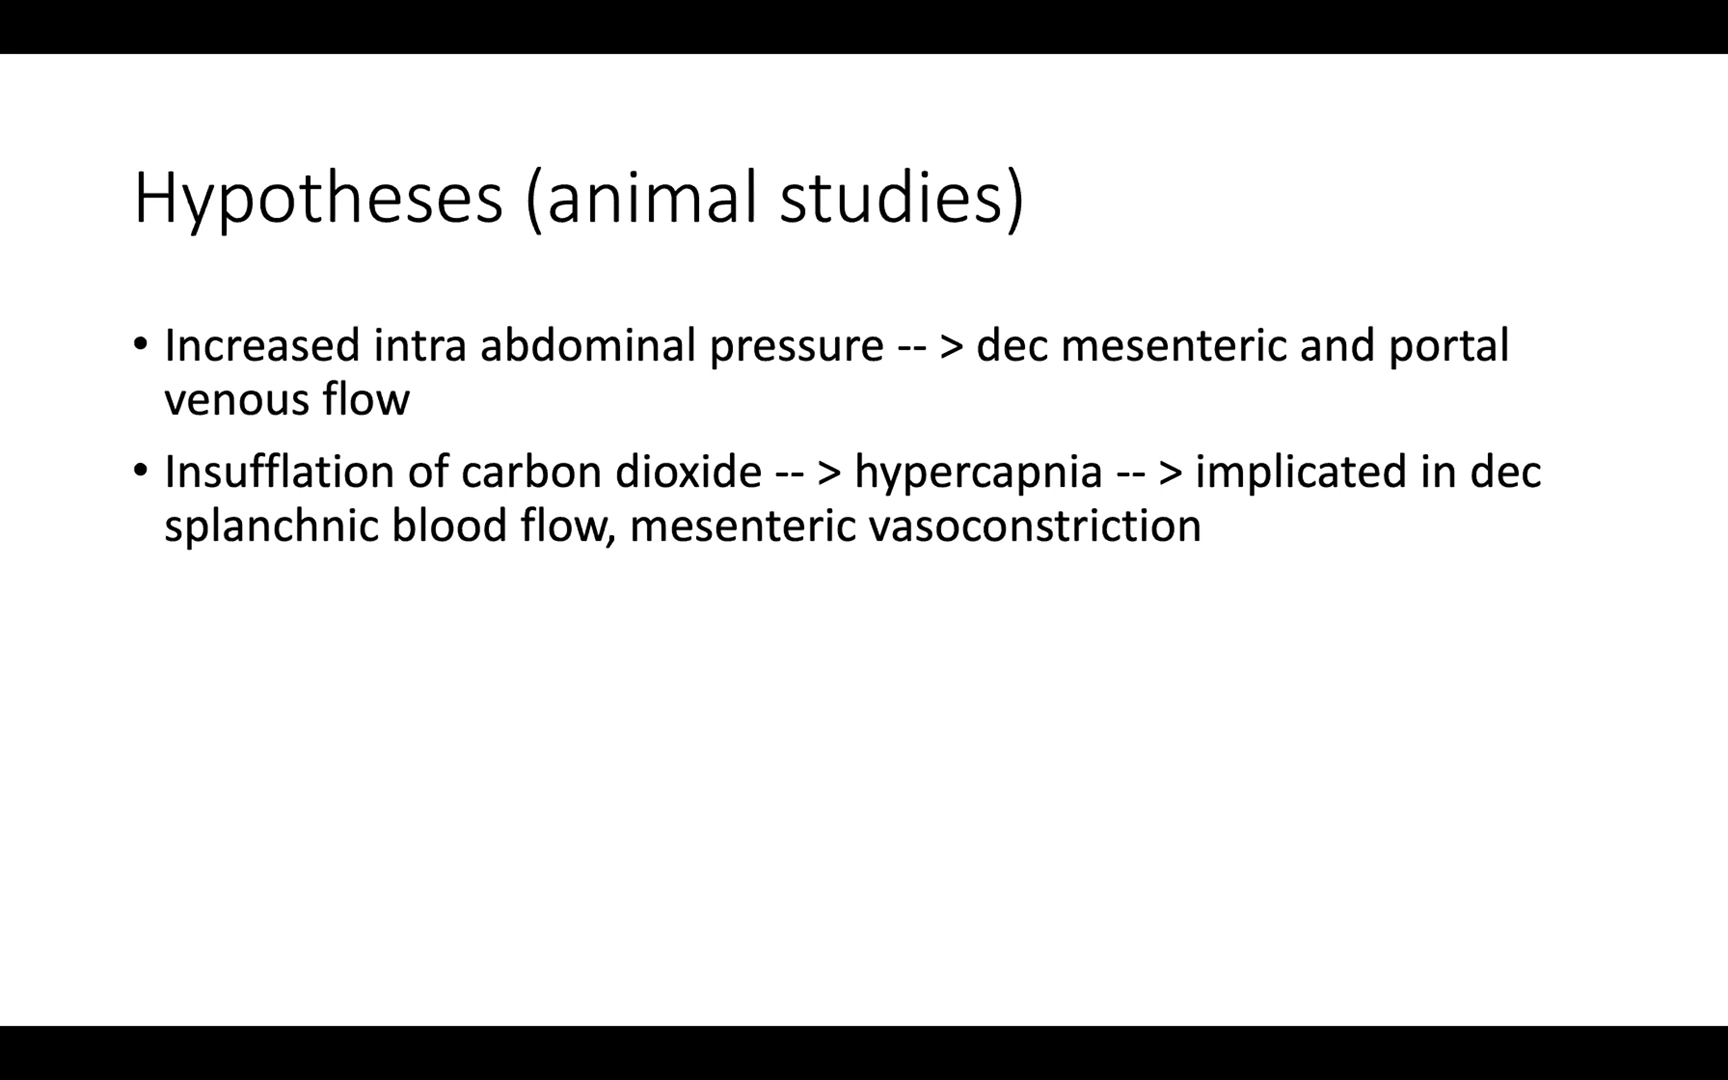 Hypotheses (animal studies)
• Increased intra abdominal pressure -- > dec mesenteric and portal
venous flow
• Insufflation of carbon dioxide -- > hypercapnia -- > implicated in dec
splanchnic blood flow, mesenteric vasoconstriction